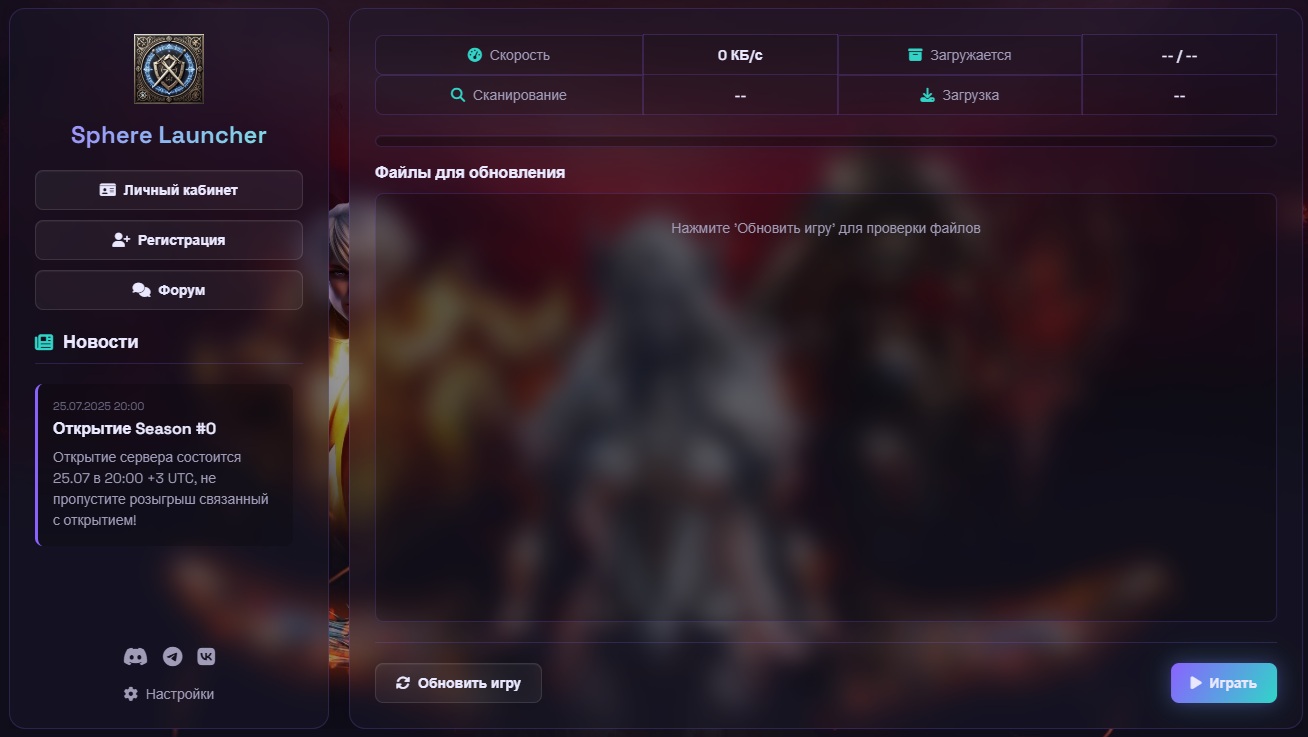 Sphere Launcher
Личный кабинет
Регистрация
Форум
Новости
25.07.2025 20:00
Открытие Season #0
Открытие сервера состоится
25.07 в 20:00 +3 UTC, не
пропустите розыгрыш связанный
с открытием!
Настройки
Скорость 0 КБ/с Загружается -- / --
Сканирование -- Загрузка --
Файлы для обновления
Нажмите 'Обновить игру' для проверки файлов
Обновить игру
Играть